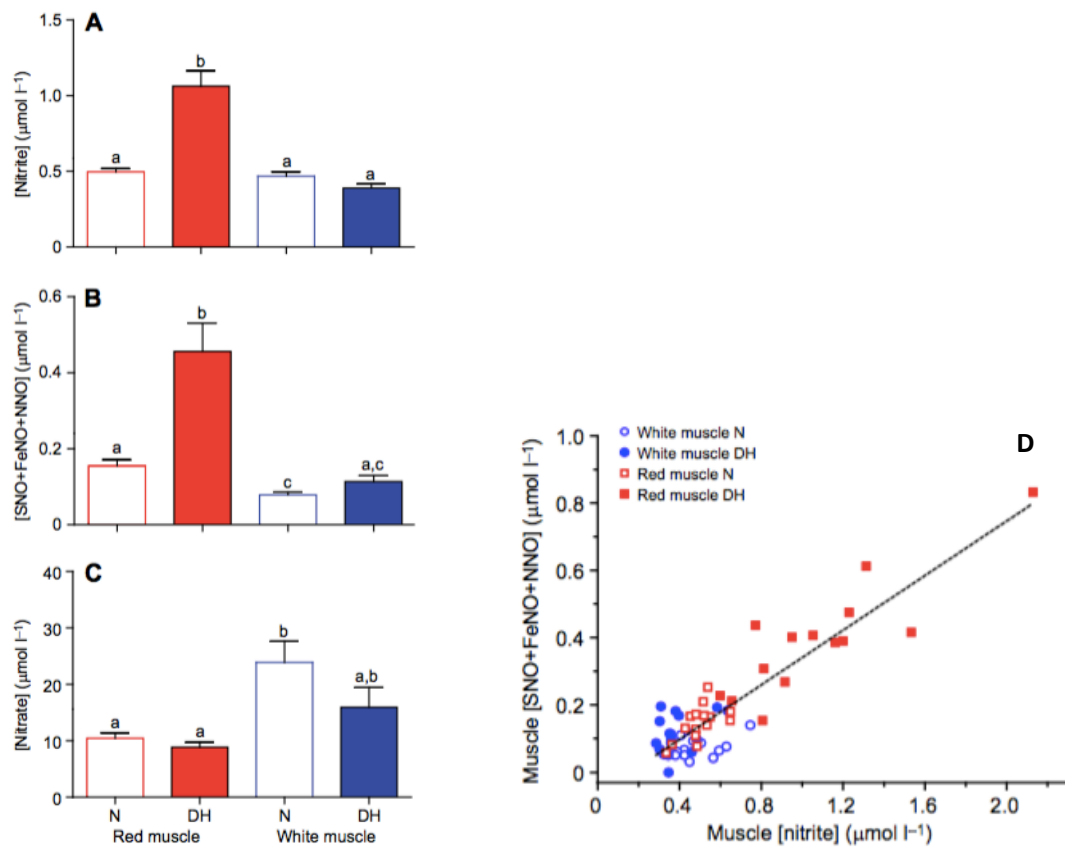 A
[Nitrite] (μmol l⁻¹)
1.5
1.0
0.5
0
a
b
a
a
B
[SNO+FeNO+NNO] (μmol l⁻¹)
0.6
0.4
0.2
0
a
b
c
a,c
C
[Nitrate] (μmol l⁻¹)
40
30
20
10
0
a
a
b
a,b
N DH N DH
Red muscle White muscle
D
White muscle N
White muscle DH
Red muscle N
Red muscle DH
Muscle [SNO+FeNO+NNO] (μmol l⁻¹)
1.0
0.8
0.6
0.4
0.2
0
0 0.4 0.8 1.2 1.6 2.0
Muscle [nitrite] (μmol l⁻¹)